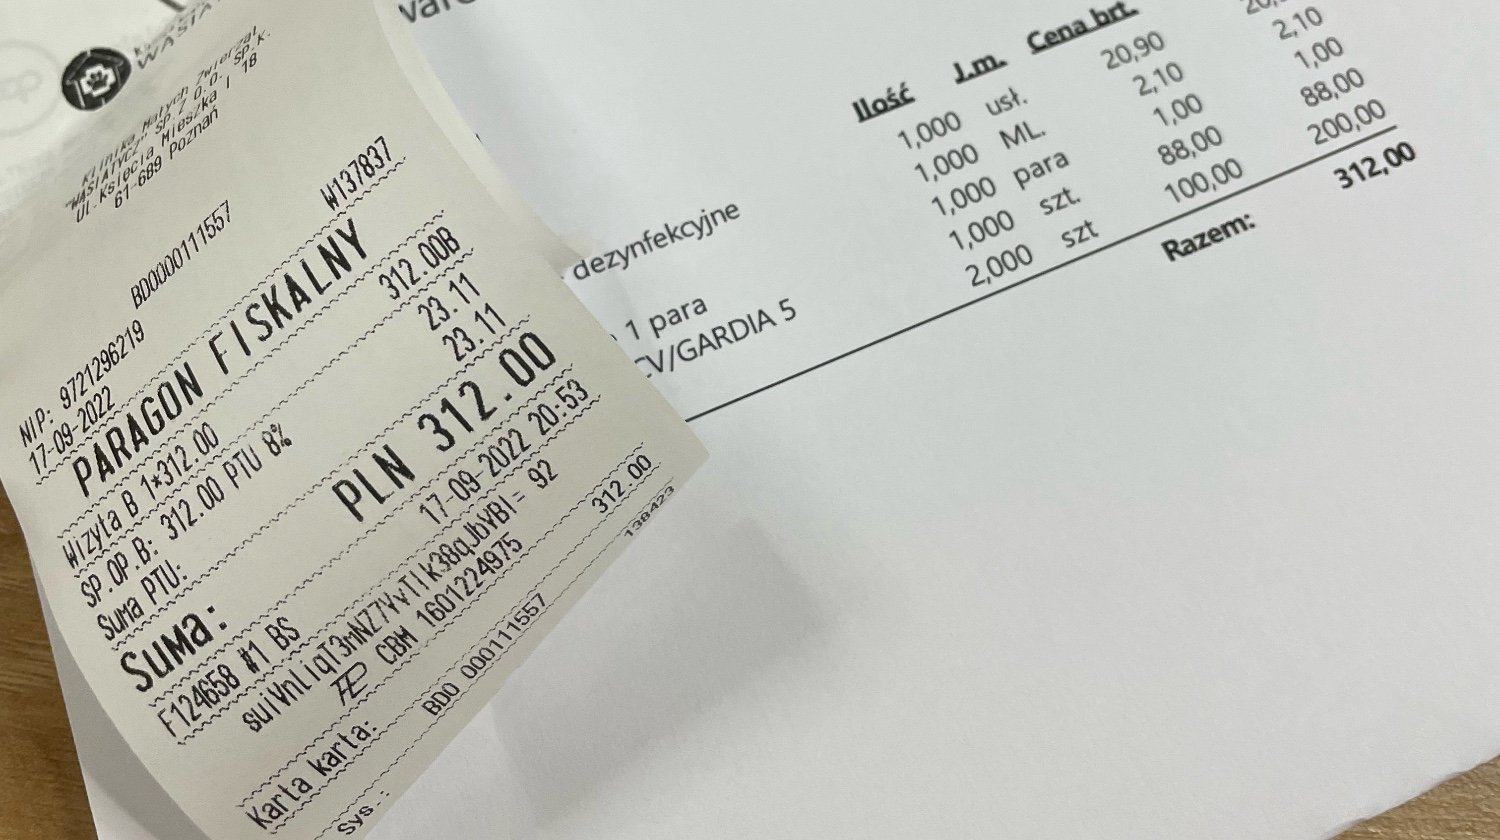 WASIA
Klinika Małych Zwierząt
"WASIATYCZ" SP.Z O.O. SP.K.
Ul.Księcia Mieszka I 18
61-689 Poznań
BDO000111557
NIP: 9721296219
17-09-2022 W137837
PARAGON FISKALNY
Wizyta B 1*312.00 312.00B
SP.OP.B: 312.00 PTU 8% 23.11
Suma PTU: 23.11
SUMA: PLN 312.00
F124658 #1 BS 17-09-2022 20:53
suiVnLiqT3mNZ7VvTlk38qJbYBI= 92
CBM 1601224975
Karta karta: 312.00
BDO 000111557
sys.: 138423
Ilość J.m. Cena brt.
1,000 usł. 20,90
1,000 ML. 2,10 2,10
dezynfekcyjne 1,000 para 1,00 1,00
1,000 szt. 88,00 88,00
1 para 2,000 szt 100,00 200,00
CV/GARDIA 5
Razem: 312,00